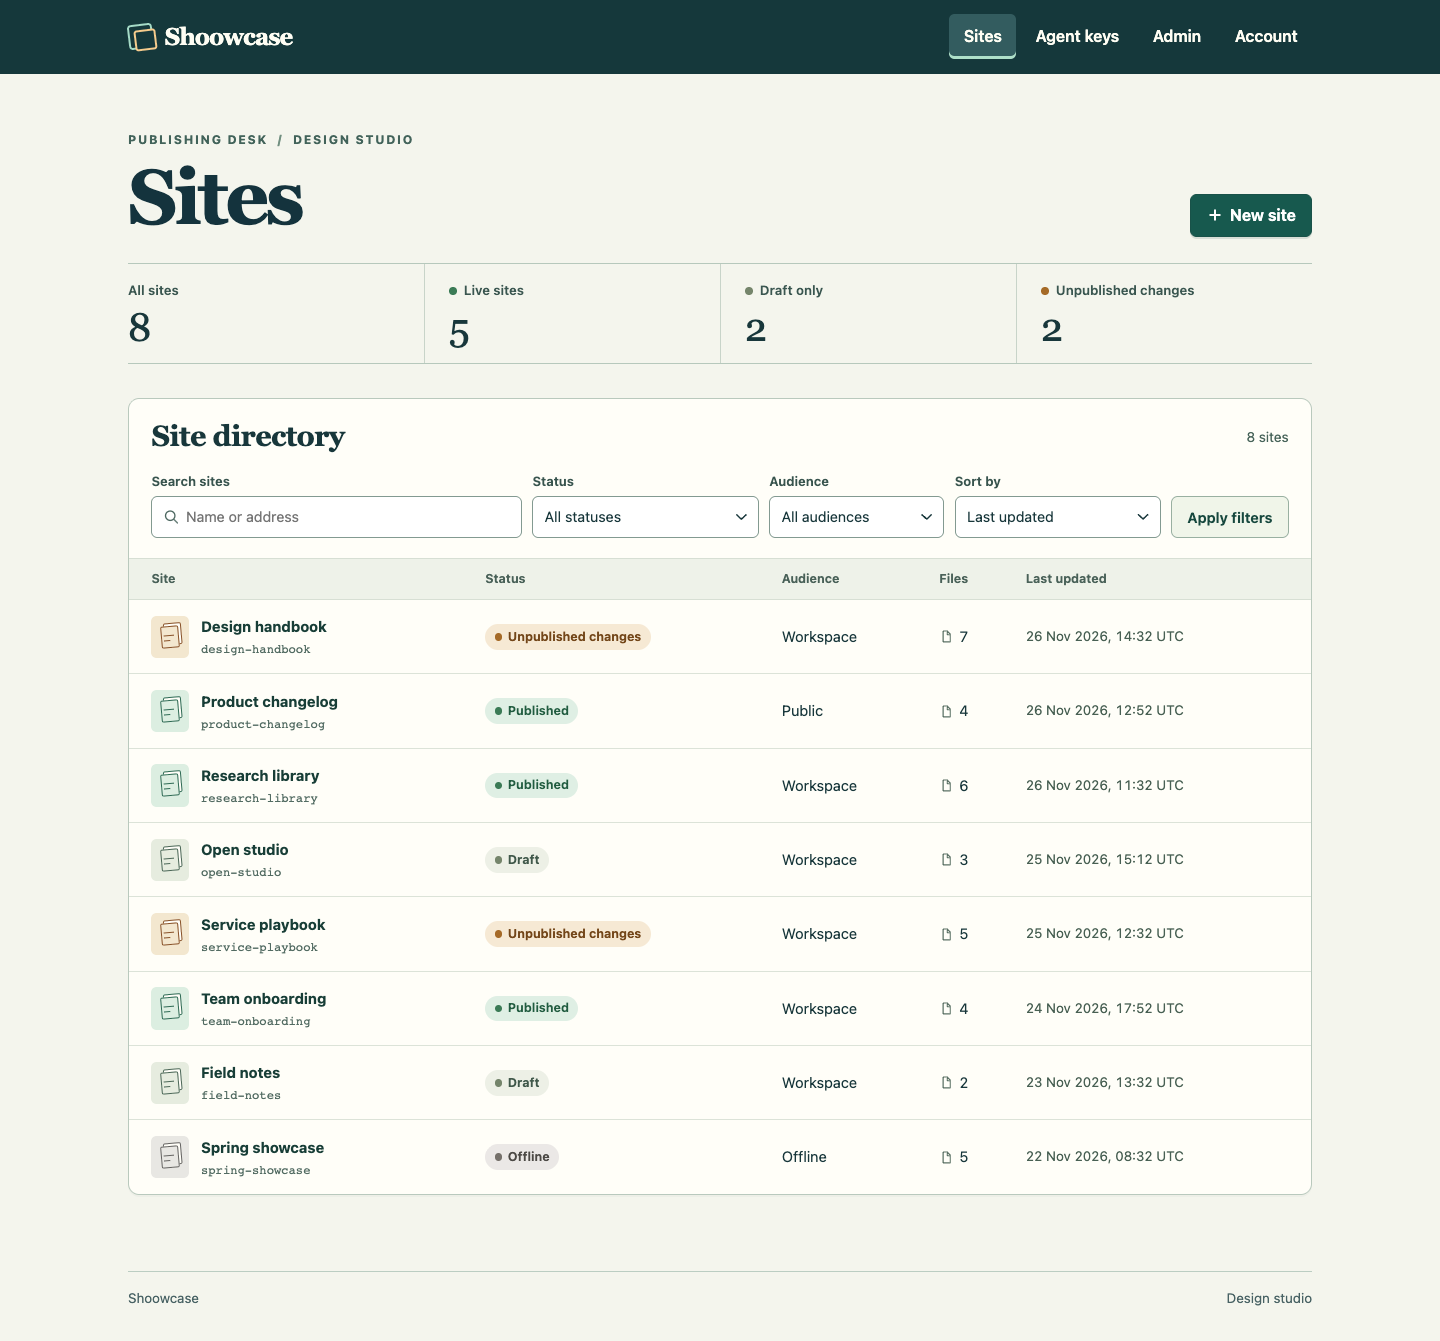 Shoowcase
Sites Agent keys Admin Account
PUBLISHING DESK / DESIGN STUDIO
Sites
+ New site
All sites
8
Live sites
5
Draft only
2
Unpublished changes
2
Site directory
8 sites
Search sites Status Audience Sort by
Name or address All statuses All audiences Last updated Apply filters
Site Status Audience Files Last updated
Design handbook
design-handbook
Unpublished changes Workspace 7 26 Nov 2026, 14:32 UTC
Product changelog
product-changelog
Published Public 4 26 Nov 2026, 12:52 UTC
Research library
research-library
Published Workspace 6 26 Nov 2026, 11:32 UTC
Open studio
open-studio
Draft Workspace 3 25 Nov 2026, 15:12 UTC
Service playbook
service-playbook
Unpublished changes Workspace 5 25 Nov 2026, 12:32 UTC
Team onboarding
team-onboarding
Published Workspace 4 24 Nov 2026, 17:52 UTC
Field notes
field-notes
Draft Workspace 2 23 Nov 2026, 13:32 UTC
Spring showcase
spring-showcase
Offline Offline 5 22 Nov 2026, 08:32 UTC
Shoowcase
Design studio